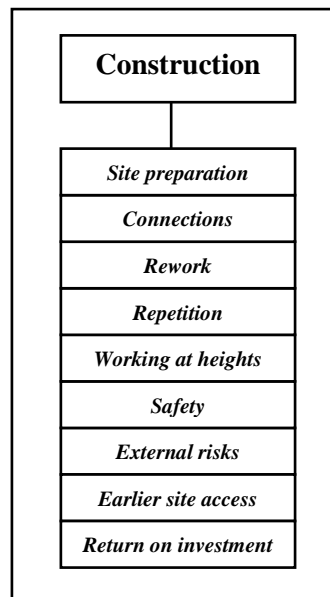 Construction
Site preparation
Connections
Rework
Repetition
Working at heights
Safety
External risks
Earlier site access
Return on investment